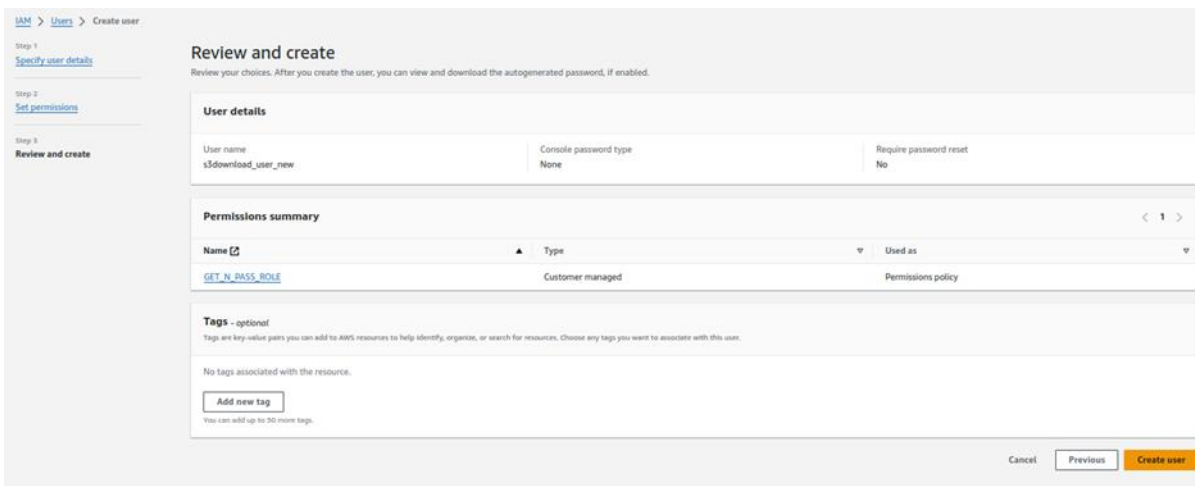 IAM > Users > Create user
Step 1
Specify user details
Step 2
Set permissions
Step 3
Review and create
Review and create
Review your choices. After you create the user, you can view and download the autogenerated password, if enabled.
User details
User name
s3download_user_new
Console password type
None
Require password reset
No
Permissions summary
< 1 >
Name Type Used as
GET_N_PASS_ROLE Customer managed Permissions policy
Tags - optional
Tags are key-value pairs you can add to AWS resources to help identify, organize, or search for resources. Choose any tags you want to associate with this user.
No tags associated with the resource.
Add new tag
You can add up to 50 more tags.
Cancel Previous Create user